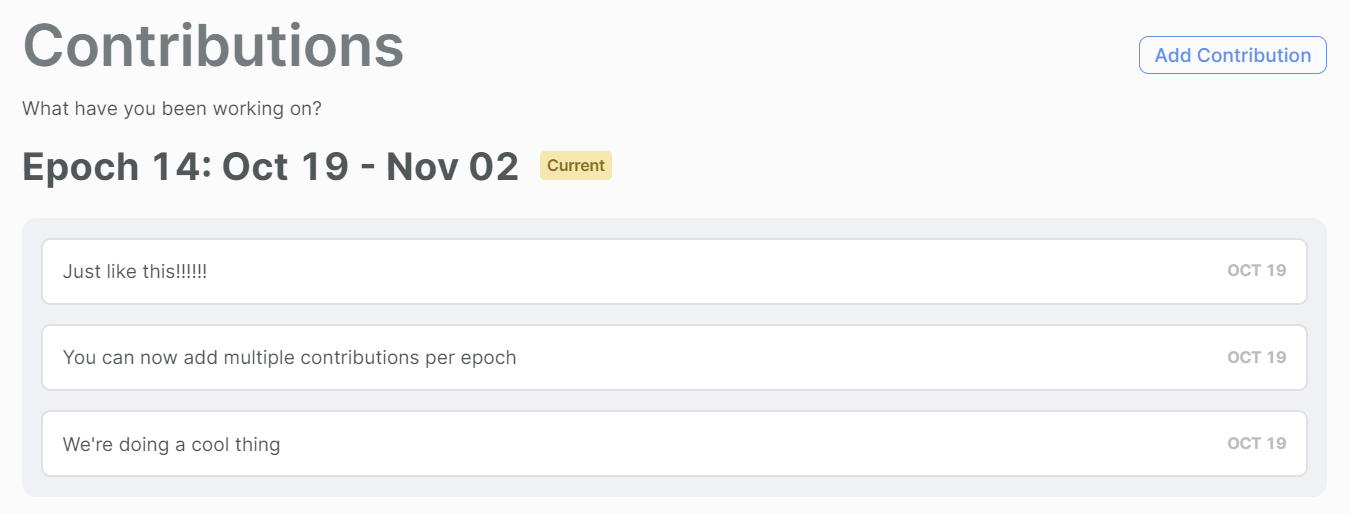 Contributions
Add Contribution
What have you been working on?
Epoch 14: Oct 19 - Nov 02 Current
Just like this!!!!!! OCT 19
You can now add multiple contributions per epoch OCT 19
We're doing a cool thing OCT 19